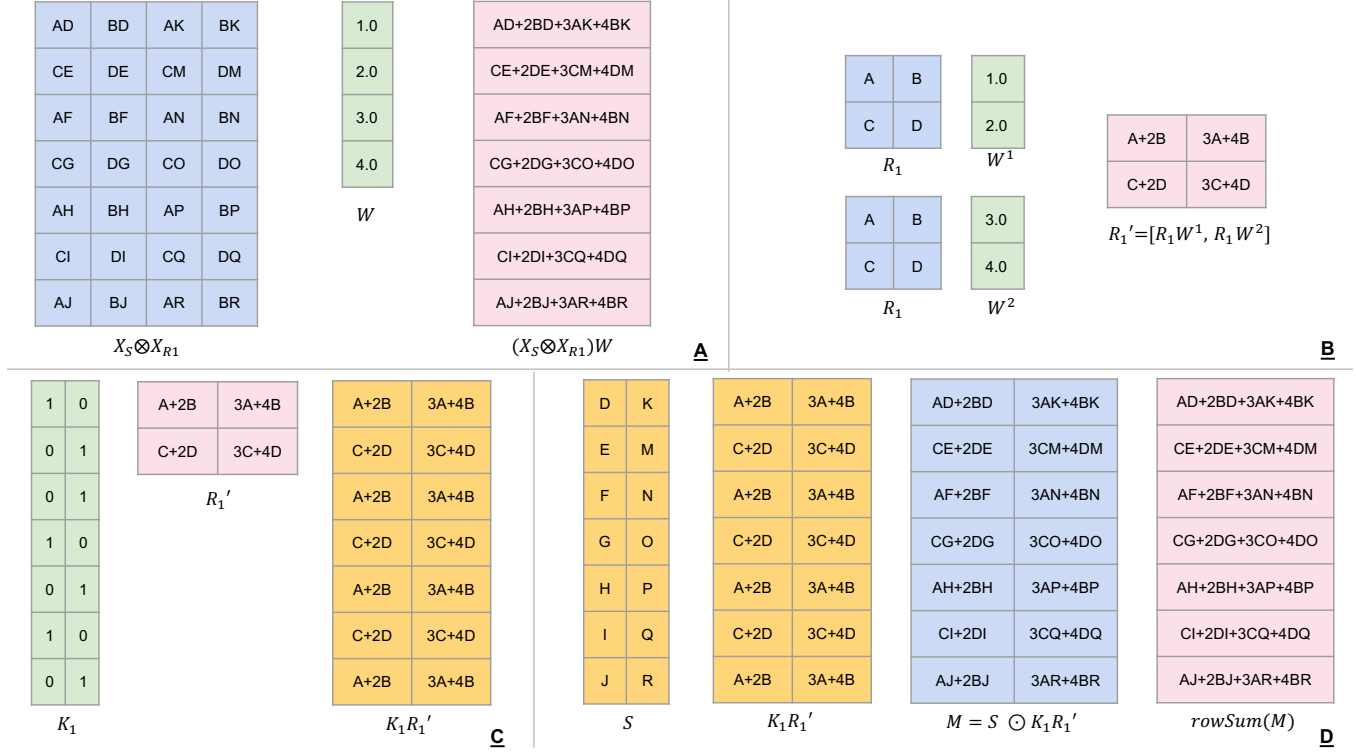 AD BD AK BK
CE DE CM DM
AF BF AN BN
CG DG CO DO
AH BH AP BP
CI DI CQ DQ
AJ BJ AR BR
X_S⊗X_{R1}
1.0
2.0
3.0
4.0
W
AD+2BD+3AK+4BK
CE+2DE+3CM+4DM
AF+2BF+3AN+4BN
CG+2DG+3CO+4DO
AH+2BH+3AP+4BP
CI+2DI+3CQ+4DQ
AJ+2BJ+3AR+4BR
(X_S⊗X_{R1})W
A
A B
C D
R_1
1.0
2.0
W^1
A B
C D
R_1
3.0
4.0
W^2
A+2B 3A+4B
C+2D 3C+4D
R_1'=[R_1W^1, R_1W^2]
B
1 0
0 1
0 1
1 0
0 1
1 0
0 1
K_1
A+2B 3A+4B
C+2D 3C+4D
R_1'
A+2B 3A+4B
C+2D 3C+4D
A+2B 3A+4B
C+2D 3C+4D
A+2B 3A+4B
C+2D 3C+4D
A+2B 3A+4B
K_1R_1'
C
D K
E M
F N
G O
H P
I Q
J R
S
A+2B 3A+4B
C+2D 3C+4D
A+2B 3A+4B
C+2D 3C+4D
A+2B 3A+4B
C+2D 3C+4D
A+2B 3A+4B
K_1R_1'
AD+2BD 3AK+4BK
CE+2DE 3CM+4DM
AF+2BF 3AN+4BN
CG+2DG 3CO+4DO
AH+2BH 3AP+4BP
CI+2DI 3CQ+4DQ
AJ+2BJ 3AR+4BR
M = S ⊙ K_1R_1'
AD+2BD+3AK+4BK
CE+2DE+3CM+4DM
AF+2BF+3AN+4BN
CG+2DG+3CO+4DO
AH+2BH+3AP+4BP
CI+2DI+3CQ+4DQ
AJ+2BJ+3AR+4BR
rowSum(M)
D